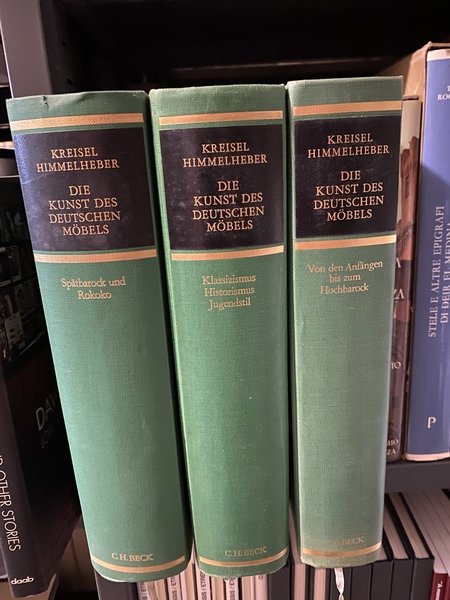 KREISEL
HIMMELHEBER
DIE
KUNST DES
DEUTSCHEN
MÖBELS
Spätbarock und
Rokoko
C.H.BECK
KREISEL
HIMMELHEBER
DIE
KUNST DES
DEUTSCHEN
MÖBELS
Klassizismus
Historismus
Jugendstil
C.H.BECK
KREISEL
HIMMELHEBER
DIE
KUNST DES
DEUTSCHEN
MÖBELS
Von den Anfängen
bis zum
Hochbarock
BECK
STELE E ALTRE EPIGRAFI
DI DEIR EL MEDINA
P
OTHER STORIES
daab